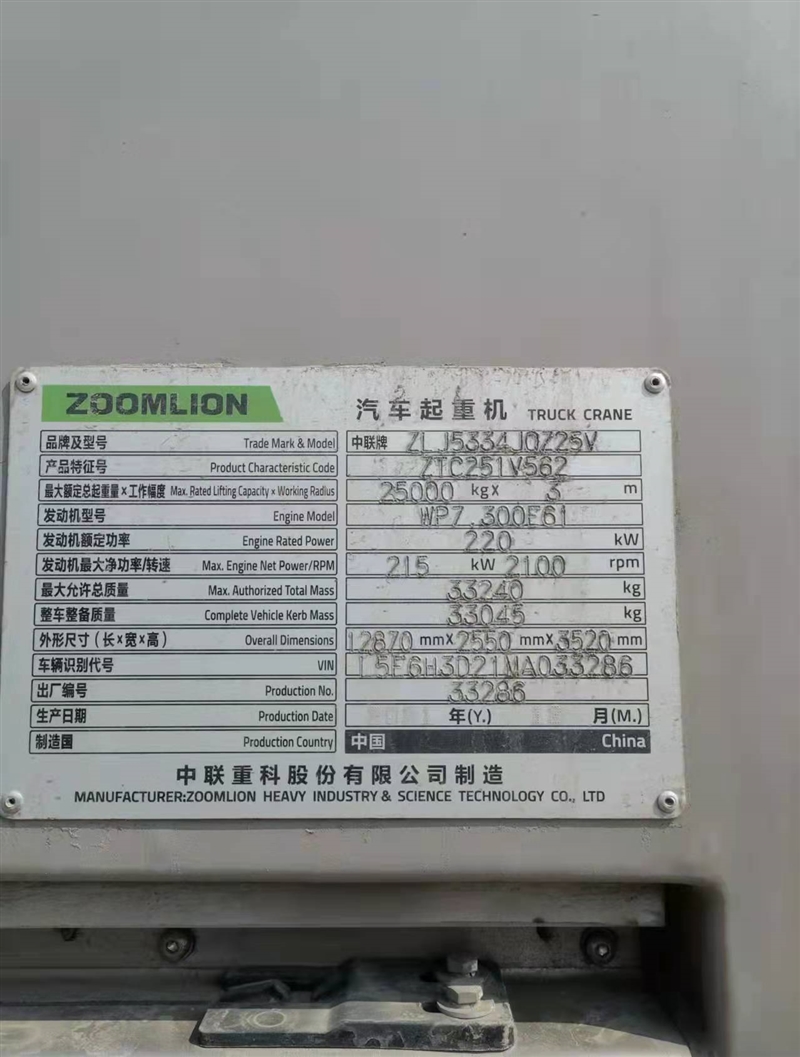 ZOOMLION 汽车起重机 TRUCK CRANE
品牌及型号 Trade Mark & Model 中联牌 ZLJ5334JQZ25V
产品特征号 Product Characteristic Code ZTC251V562
最大额定总起重量×工作幅度 Max. Rated Lifting Capacity × Working Radius 25000 kg× 3 m
发动机型号 Engine Model WP7.300E61
发动机额定功率 Engine Rated Power 220 kW
发动机最大净功率/转速 Max. Engine Net Power/RPM 215 kW 2100 rpm
最大允许总质量 Max. Authorized Total Mass 33240 kg
整车整备质量 Complete Vehicle Kerb Mass 33045 kg
外形尺寸(长×宽×高) Overall Dimensions 12870 mm×2550 mm×3520 mm
车辆识别代号 VIN L5E6H3D21MA033286
出厂编号 Production No. 33286
生产日期 Production Date 年(Y.) 月(M.)
制造国 Production Country 中国 China
中联重科股份有限公司制造
MANUFACTURER:ZOOMLION HEAVY INDUSTRY & SCIENCE TECHNOLOGY CO., LTD